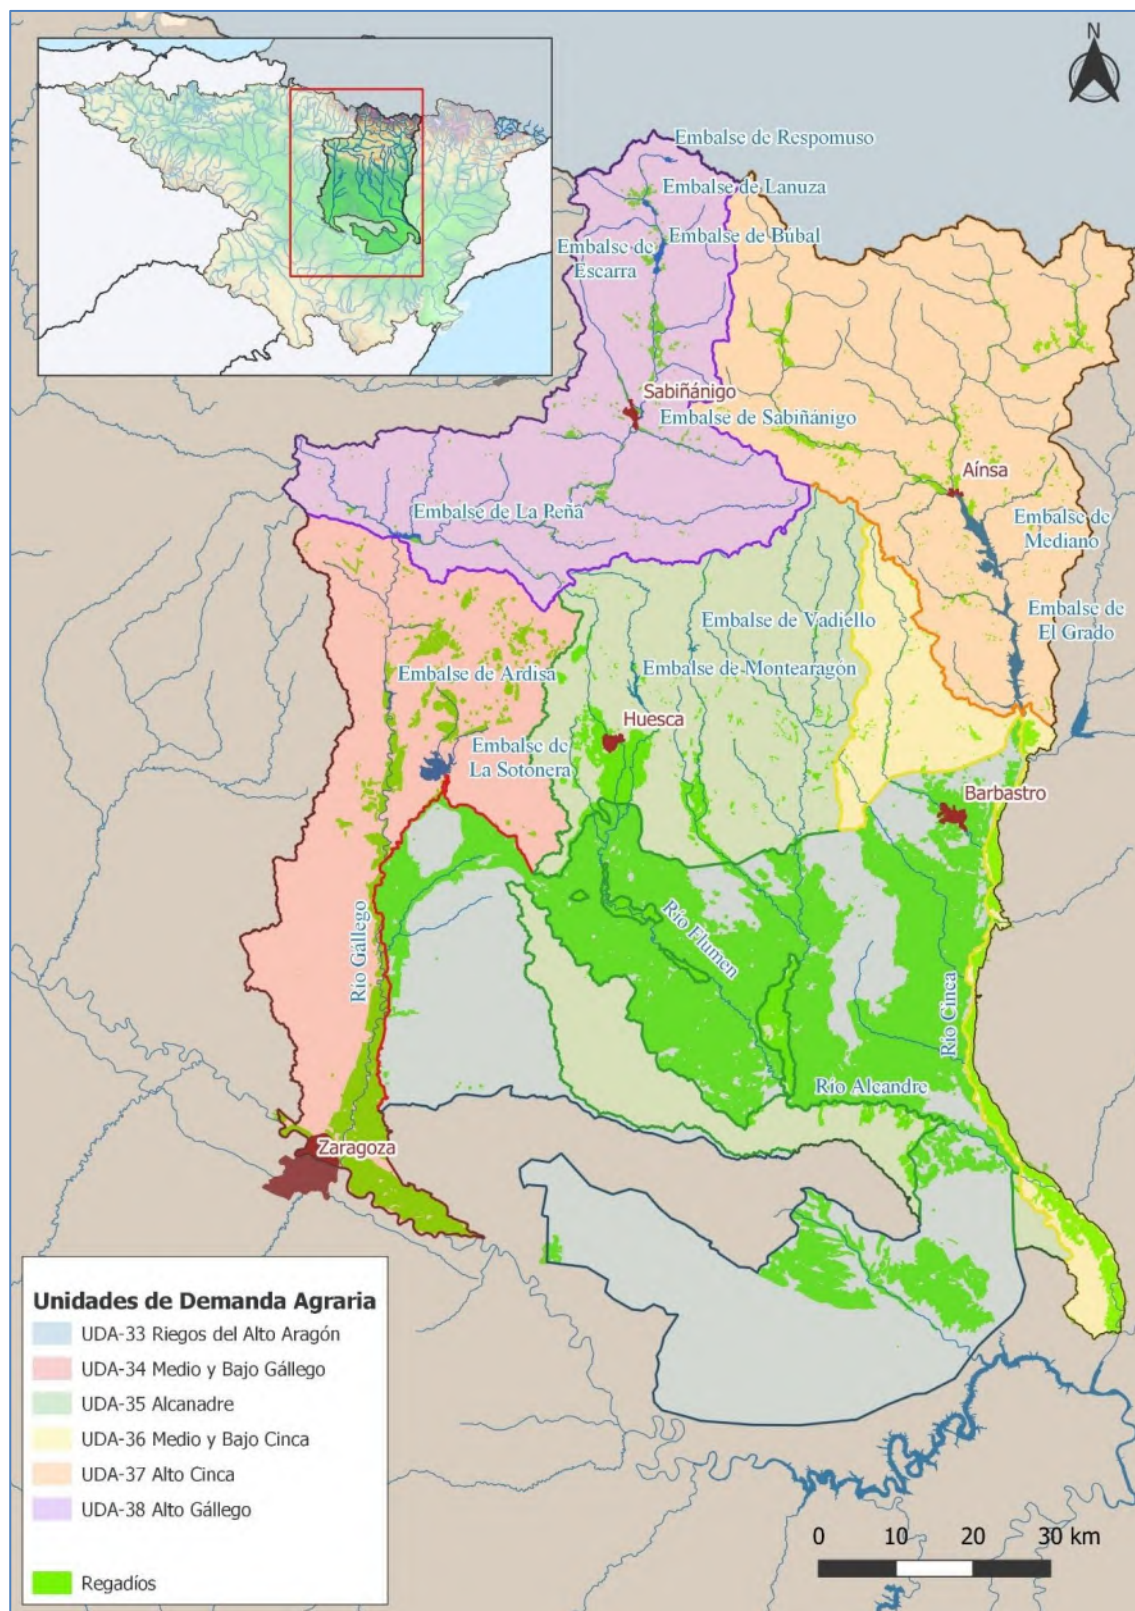 N
Embalse de Respomuso
Embalse de Lanuza
Embalse de Búbal
Embalse de
Escarra
Sabiñánigo
Embalse de Sabiñánigo
Aínsa
Embalse de La Peña
Embalse de
Mediano
Embalse de Vadiello
Embalse de
El Grado
Embalse de Ardisa
Embalse de Montearagón
Huesca
Embalse de
La Sotonera
Barbastro
Río Gállego
Río Flumen
Río Cinca
Río Alcandre
Zaragoza
Unidades de Demanda Agraria
UDA-33 Riegos del Alto Aragón
UDA-34 Medio y Bajo Gállego
UDA-35 Alcanadre
UDA-36 Medio y Bajo Cinca
UDA-37 Alto Cinca
UDA-38 Alto Gállego
Regadíos
0 10 20 30 km